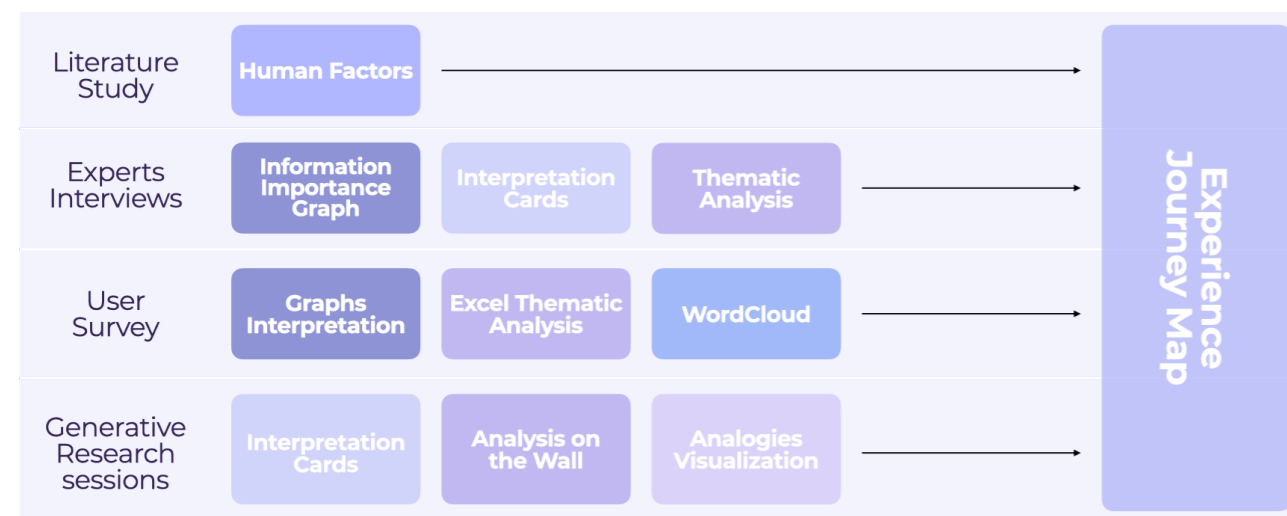 Literature
Study
Human Factors
Experts
Interviews
Information
Importance
Graph
Interpretation
Cards
Thematic
Analysis
User
Survey
Graphs
Interpretation
Excel Thematic
Analysis
WordCloud
Generative
Research
sessions
Interpretation
Cards
Analysis on
the Wall
Analogies
Visualization
Experience
Journey Map